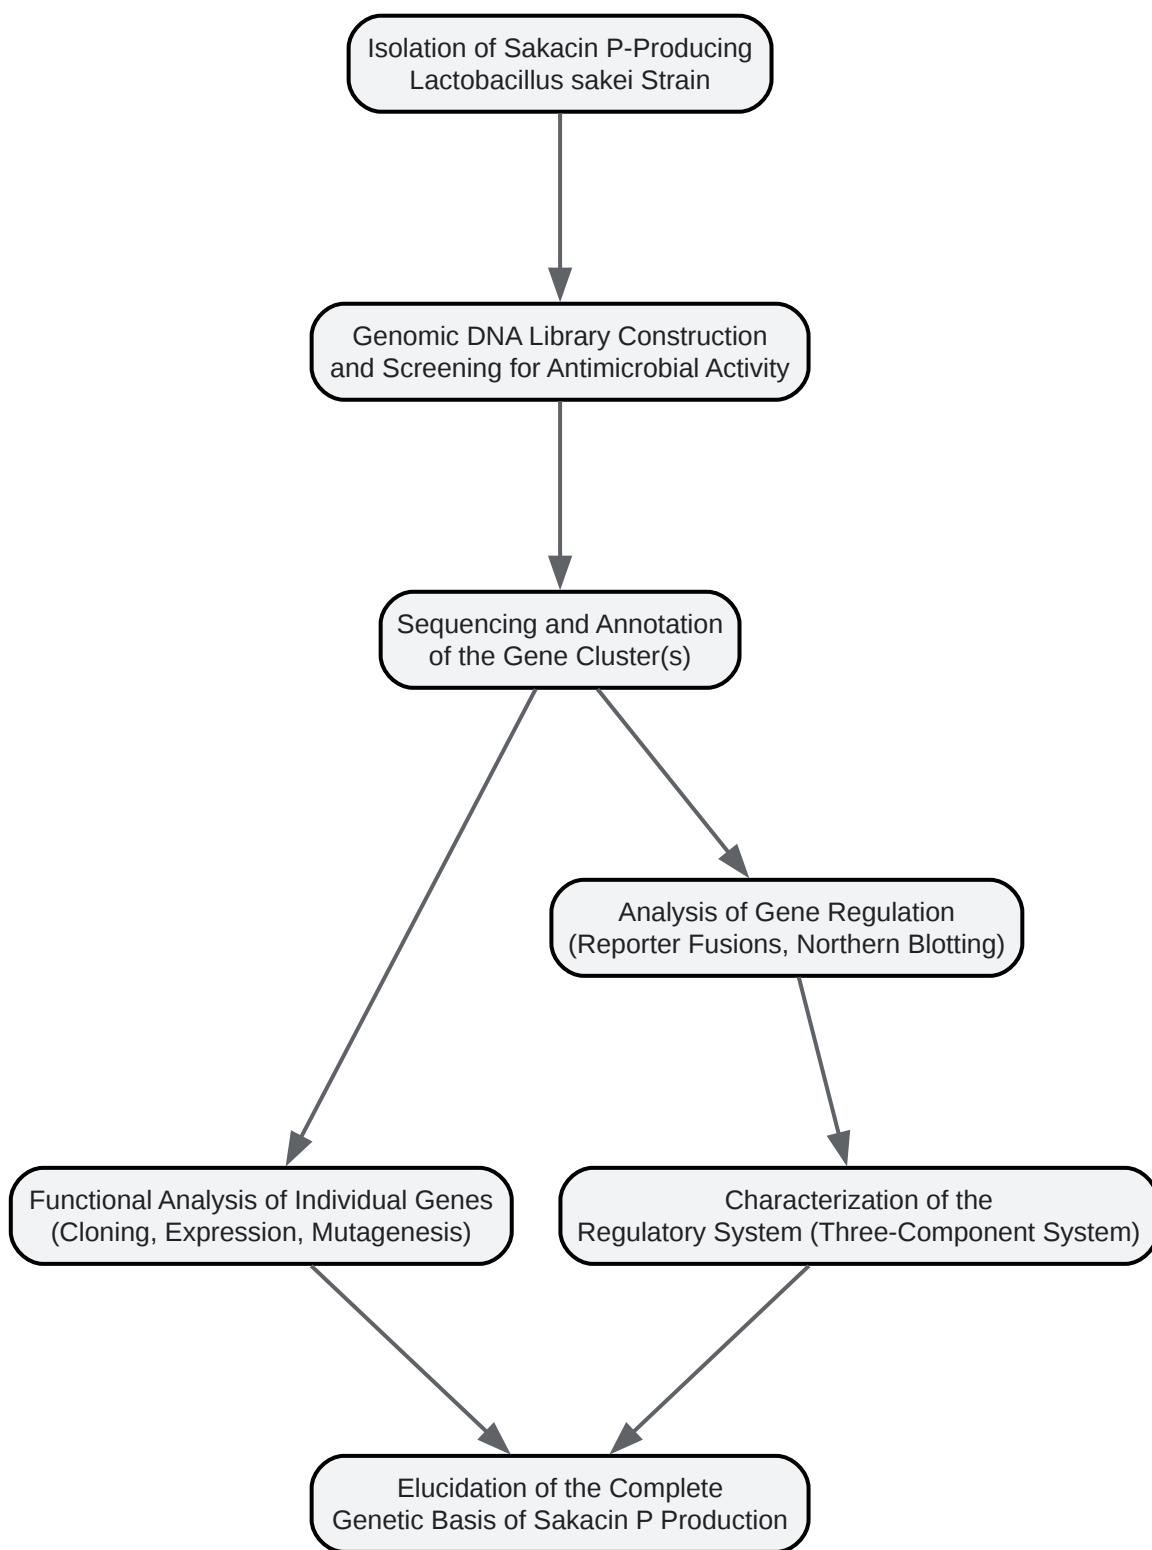 Isolation of Sakacin P-Producing
Lactobacillus sakei Strain
Genomic DNA Library Construction
and Screening for Antimicrobial Activity
Sequencing and Annotation
of the Gene Cluster(s)
Analysis of Gene Regulation
(Reporter Fusions, Northern Blotting)
Functional Analysis of Individual Genes
(Cloning, Expression, Mutagenesis)
Characterization of the
Regulatory System (Three-Component System)
Elucidation of the Complete
Genetic Basis of Sakacin P Production